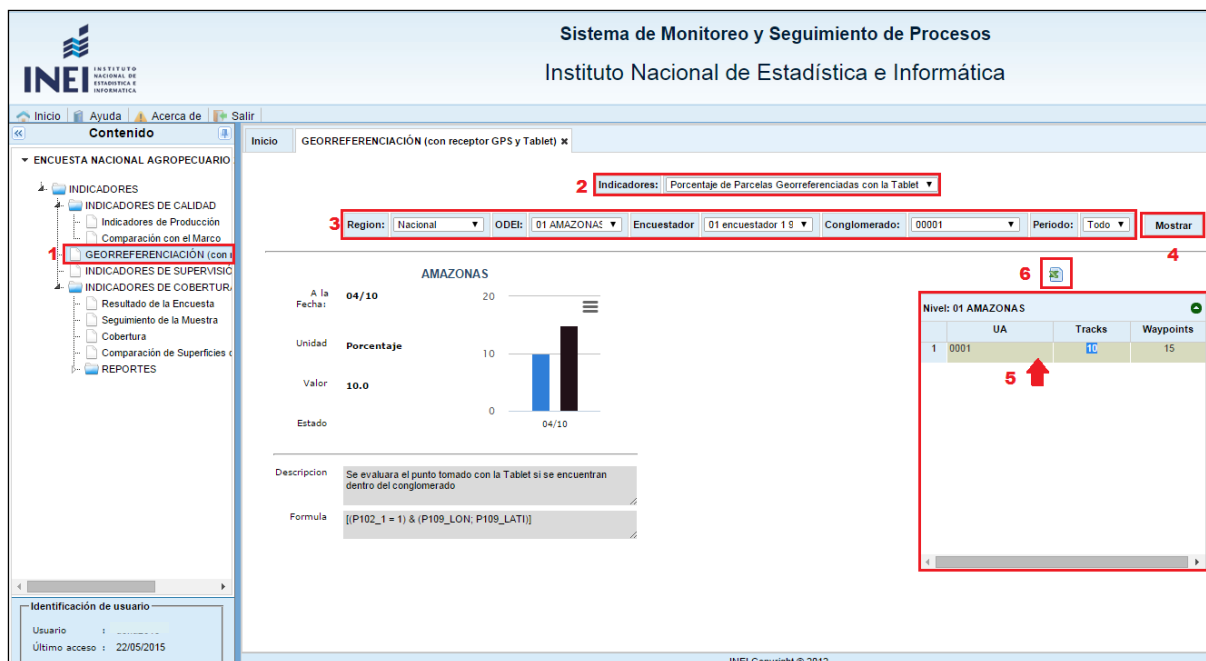 Sistema de Monitoreo y Seguimiento de Procesos
Instituto Nacional de Estadística e Informática
INEI
INSTITUTO
NACIONAL DE
ESTADISTICA E
INFORMATICA
Inicio Ayuda Acerca de Salir
Contenido
ENCUESTA NACIONAL AGROPECUARIO
INDICADORES
INDICADORES DE CALIDAD
Indicadores de Producción
Comparación con el Marco
1 GEORREFERENCIACIÓN (con
INDICADORES DE SUPERVISIÓ
INDICADORES DE COBERTUR
Resultado de la Encuesta
Seguimiento de la Muestra
Cobertura
Comparación de Superficies
REPORTES
Identificación de usuario
Usuario :
Último acceso : 22/05/2015
Inicio GEORREFERENCIACIÓN (con receptor GPS y Tablet) ×
2 Indicadores: Porcentaje de Parcelas Georreferenciadas con la Tablet
3 Region: Nacional ODEI: 01 AMAZONAS Encuestador 01 encuestador 1 9 Conglomerado: 00001 Periodo: Todo Mostrar
4
AMAZONAS
A la Fecha: 04/10
Unidad Porcentaje
Valor 10.0
Estado
20
10
0
04/10
Descripcion Se evaluara el punto tomado con la Tablet si se encuentran
dentro del conglomerado
Formula [(P102_1 = 1) & (P109_LON; P109_LATI)]
6
Nivel: 01 AMAZONAS
UA Tracks Waypoints
1 0001 10 15
5